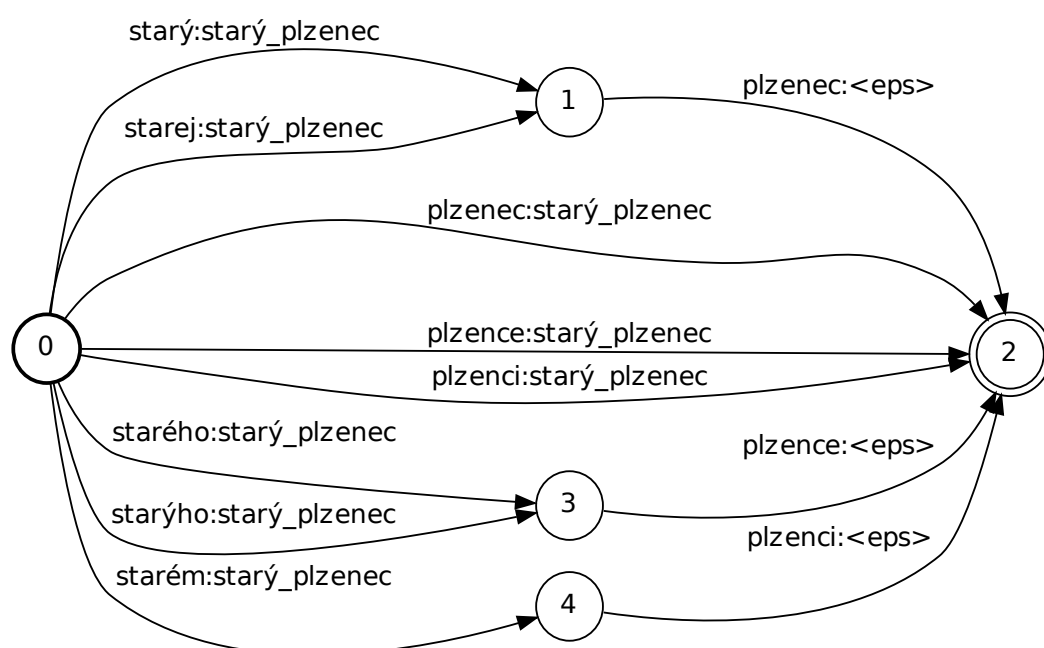 starý:starý_plzenec
1
plzenec:<eps>
starej:starý_plzenec
plzenec:starý_plzenec
0
plzence:starý_plzenec
2
plzenci:starý_plzenec
starého:starý_plzenec
plzence:<eps>
3
starýho:starý_plzenec
plzenci:<eps>
starém:starý_plzenec
4